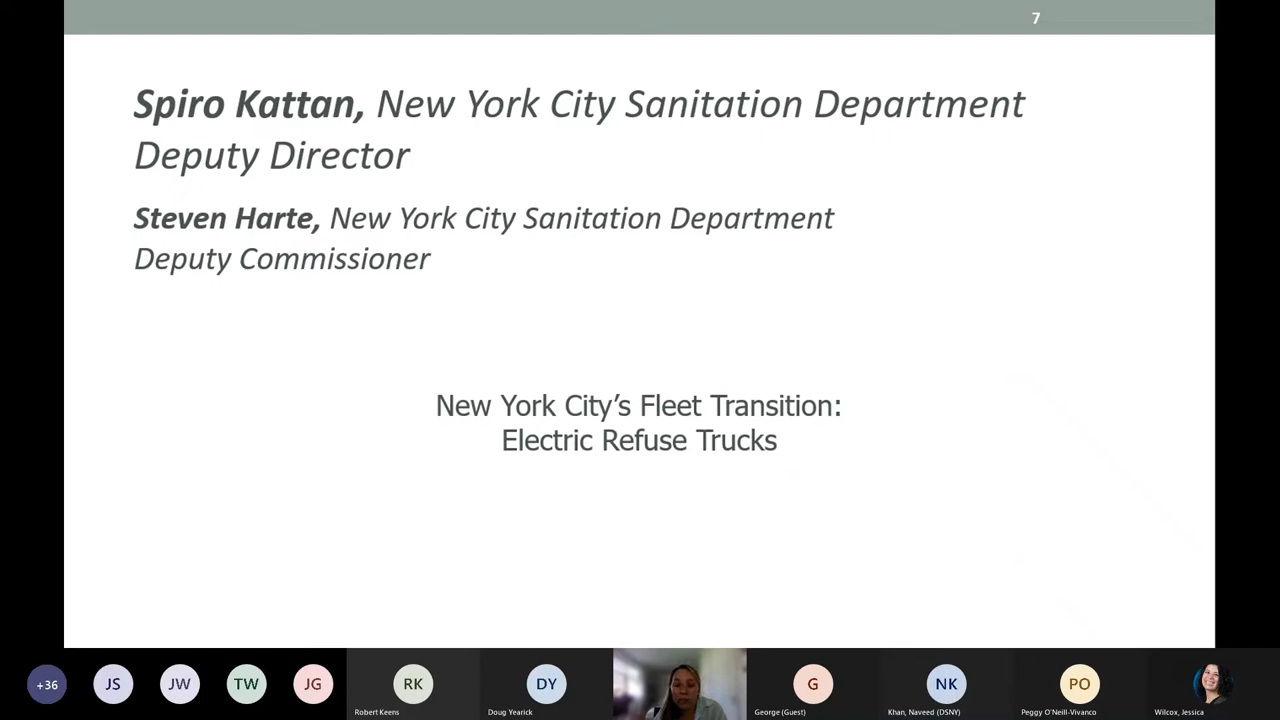 7
Spiro Kattan, New York City Sanitation Department
Deputy Director
Steven Harte, New York City Sanitation Department
Deputy Commissioner
New York City’s Fleet Transition:
Electric Refuse Trucks
+36
JS
JW
TW
JG
RK
Robert Keens
DY
Doug Yearick
G
George (Guest)
NK
Khan, Naveed (DSNY)
PO
Peggy O'Neill-Vivanco
Wilcox, Jessica